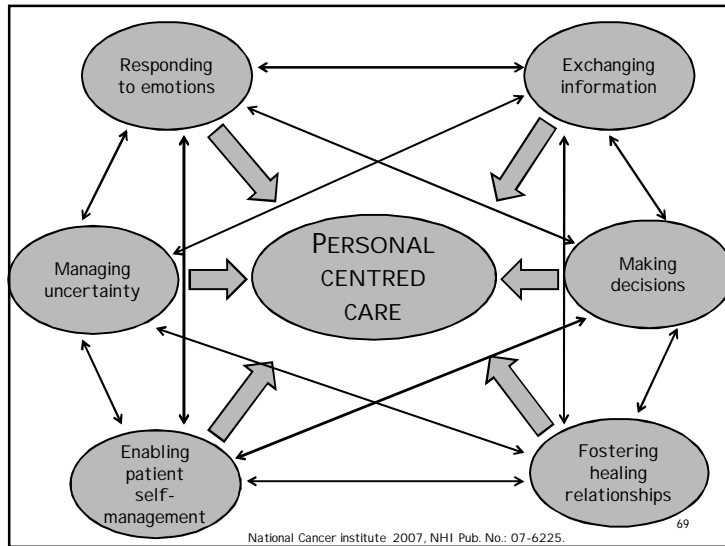 Responding
to emotions
Exchanging
information
Managing
uncertainty
PERSONAL
CENTRED
CARE
Making
decisions
Enabling
patient
self-
management
Fostering
healing
relationships
69
National Cancer institute 2007, NHI Pub. No.: 07-6225.